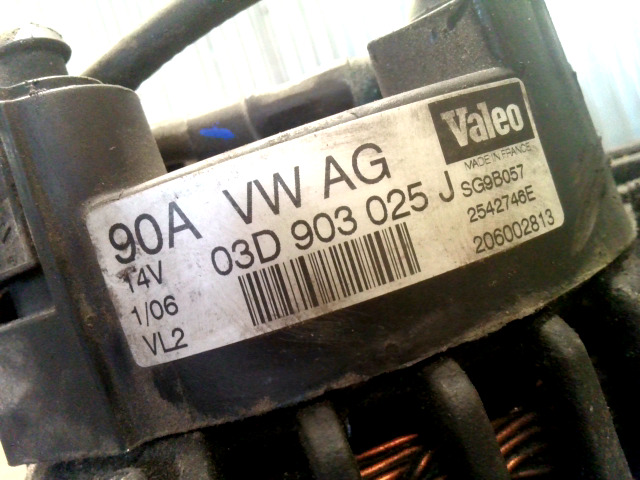 90A VW AG
14V 03D 903 025 J
1/06
VL2
Valeo
MADE IN FRANCE
SG9B057
2542746E
206002813